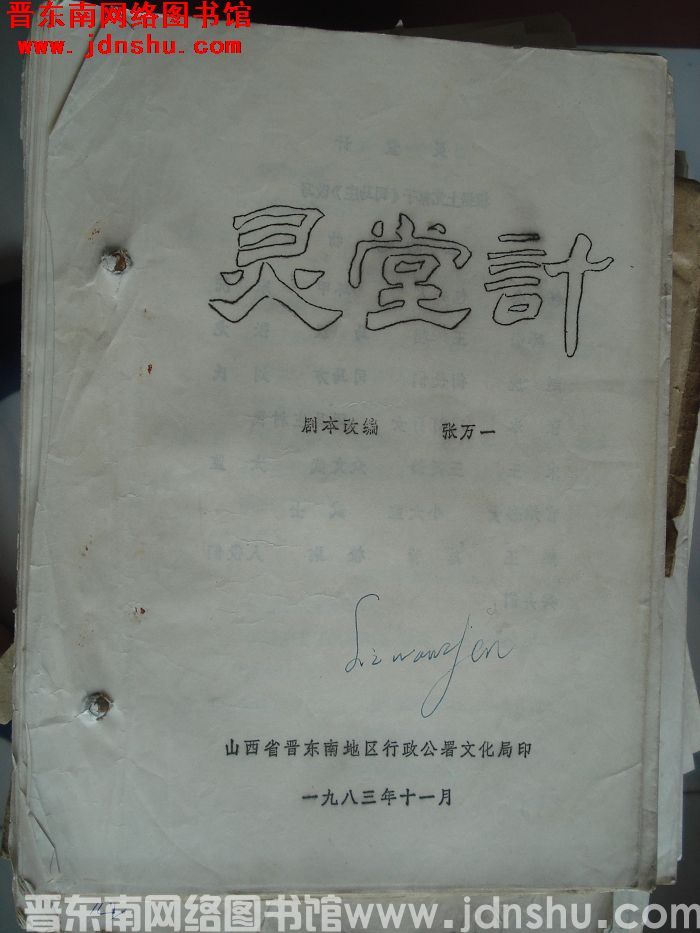 晋东南网络图书馆
www.jdnshu.com
灵堂計
剧本改编 张万一
山西省晋东南地区行政公署文化局印
一九八三年十一月
晋东南网络图书馆www.jdnshu.com